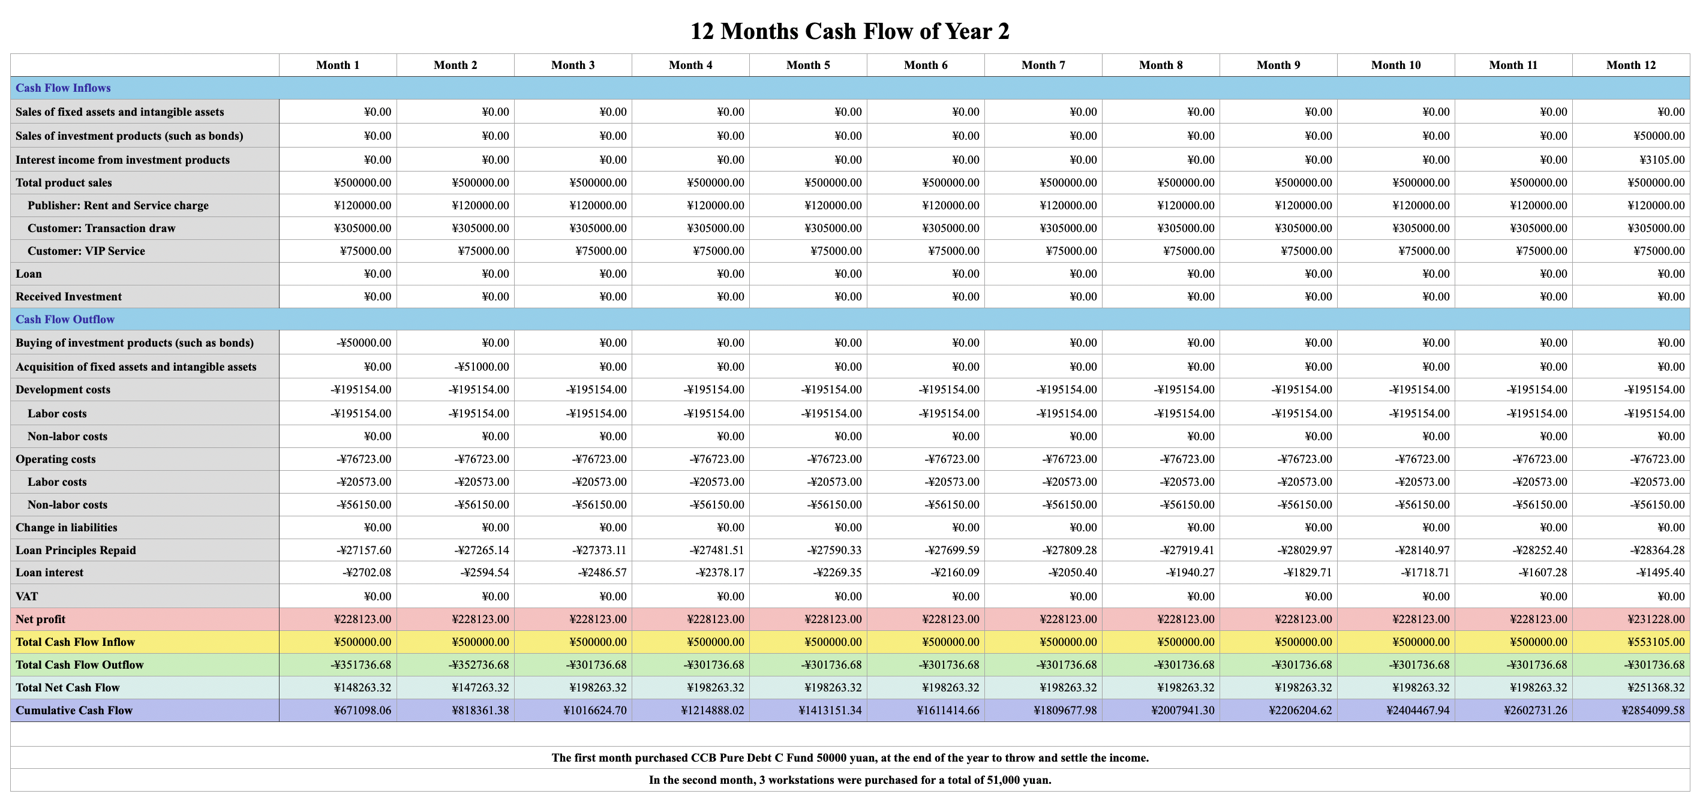 12 Months Cash Flow of Year 2
Month 1 Month 2 Month 3 Month 4 Month 5 Month 6 Month 7 Month 8 Month 9 Month 10 Month 11 Month 12
Cash Flow Inflows
Sales of fixed assets and intangible assets ¥0.00 ¥0.00 ¥0.00 ¥0.00 ¥0.00 ¥0.00 ¥0.00 ¥0.00 ¥0.00 ¥0.00 ¥0.00 ¥0.00
Sales of investment products (such as bonds) ¥0.00 ¥0.00 ¥0.00 ¥0.00 ¥0.00 ¥0.00 ¥0.00 ¥0.00 ¥0.00 ¥0.00 ¥0.00 ¥50000.00
Interest income from investment products ¥0.00 ¥0.00 ¥0.00 ¥0.00 ¥0.00 ¥0.00 ¥0.00 ¥0.00 ¥0.00 ¥0.00 ¥0.00 ¥3105.00
Total product sales ¥500000.00 ¥500000.00 ¥500000.00 ¥500000.00 ¥500000.00 ¥500000.00 ¥500000.00 ¥500000.00 ¥500000.00 ¥500000.00 ¥500000.00 ¥500000.00
Publisher: Rent and Service charge ¥120000.00 ¥120000.00 ¥120000.00 ¥120000.00 ¥120000.00 ¥120000.00 ¥120000.00 ¥120000.00 ¥120000.00 ¥120000.00 ¥120000.00 ¥120000.00
Customer: Transaction draw ¥305000.00 ¥305000.00 ¥305000.00 ¥305000.00 ¥305000.00 ¥305000.00 ¥305000.00 ¥305000.00 ¥305000.00 ¥305000.00 ¥305000.00 ¥305000.00
Customer: VIP Service ¥75000.00 ¥75000.00 ¥75000.00 ¥75000.00 ¥75000.00 ¥75000.00 ¥75000.00 ¥75000.00 ¥75000.00 ¥75000.00 ¥75000.00 ¥75000.00
Loan ¥0.00 ¥0.00 ¥0.00 ¥0.00 ¥0.00 ¥0.00 ¥0.00 ¥0.00 ¥0.00 ¥0.00 ¥0.00 ¥0.00
Received Investment ¥0.00 ¥0.00 ¥0.00 ¥0.00 ¥0.00 ¥0.00 ¥0.00 ¥0.00 ¥0.00 ¥0.00 ¥0.00 ¥0.00
Cash Flow Outflow
Buying of investment products (such as bonds) -¥50000.00 ¥0.00 ¥0.00 ¥0.00 ¥0.00 ¥0.00 ¥0.00 ¥0.00 ¥0.00 ¥0.00 ¥0.00 ¥0.00
Acquisition of fixed assets and intangible assets ¥0.00 -¥51000.00 ¥0.00 ¥0.00 ¥0.00 ¥0.00 ¥0.00 ¥0.00 ¥0.00 ¥0.00 ¥0.00 ¥0.00
Development costs -¥195154.00 -¥195154.00 -¥195154.00 -¥195154.00 -¥195154.00 -¥195154.00 -¥195154.00 -¥195154.00 -¥195154.00 -¥195154.00 -¥195154.00 -¥195154.00
Labor costs -¥195154.00 -¥195154.00 -¥195154.00 -¥195154.00 -¥195154.00 -¥195154.00 -¥195154.00 -¥195154.00 -¥195154.00 -¥195154.00 -¥195154.00 -¥195154.00
Non-labor costs ¥0.00 ¥0.00 ¥0.00 ¥0.00 ¥0.00 ¥0.00 ¥0.00 ¥0.00 ¥0.00 ¥0.00 ¥0.00 ¥0.00
Operating costs -¥76723.00 -¥76723.00 -¥76723.00 -¥76723.00 -¥76723.00 -¥76723.00 -¥76723.00 -¥76723.00 -¥76723.00 -¥76723.00 -¥76723.00 -¥76723.00
Labor costs -¥20573.00 -¥20573.00 -¥20573.00 -¥20573.00 -¥20573.00 -¥20573.00 -¥20573.00 -¥20573.00 -¥20573.00 -¥20573.00 -¥20573.00 -¥20573.00
Non-labor costs -¥56150.00 -¥56150.00 -¥56150.00 -¥56150.00 -¥56150.00 -¥56150.00 -¥56150.00 -¥56150.00 -¥56150.00 -¥56150.00 -¥56150.00 -¥56150.00
Change in liabilities ¥0.00 ¥0.00 ¥0.00 ¥0.00 ¥0.00 ¥0.00 ¥0.00 ¥0.00 ¥0.00 ¥0.00 ¥0.00 ¥0.00
Loan Principles Repaid -¥27157.60 -¥27265.14 -¥27373.11 -¥27481.51 -¥27590.33 -¥27699.59 -¥27809.28 -¥27919.41 -¥28029.97 -¥28140.97 -¥28252.40 -¥28364.28
Loan interest -¥2702.08 -¥2594.54 -¥2486.57 -¥2378.17 -¥2269.35 -¥2160.09 -¥2050.40 -¥1940.27 -¥1829.71 -¥1718.71 -¥1607.28 -¥1495.40
VAT ¥0.00 ¥0.00 ¥0.00 ¥0.00 ¥0.00 ¥0.00 ¥0.00 ¥0.00 ¥0.00 ¥0.00 ¥0.00 ¥0.00
Net profit ¥228123.00 ¥228123.00 ¥228123.00 ¥228123.00 ¥228123.00 ¥228123.00 ¥228123.00 ¥228123.00 ¥228123.00 ¥228123.00 ¥228123.00 ¥231228.00
Total Cash Flow Inflow ¥500000.00 ¥500000.00 ¥500000.00 ¥500000.00 ¥500000.00 ¥500000.00 ¥500000.00 ¥500000.00 ¥500000.00 ¥500000.00 ¥500000.00 ¥553105.00
Total Cash Flow Outflow -¥351736.68 -¥352736.68 -¥301736.68 -¥301736.68 -¥301736.68 -¥301736.68 -¥301736.68 -¥301736.68 -¥301736.68 -¥301736.68 -¥301736.68 -¥301736.68
Total Net Cash Flow ¥148263.32 ¥147263.32 ¥198263.32 ¥198263.32 ¥198263.32 ¥198263.32 ¥198263.32 ¥198263.32 ¥198263.32 ¥198263.32 ¥198263.32 ¥251368.32
Cumulative Cash Flow ¥671098.06 ¥818361.38 ¥1016624.70 ¥1214888.02 ¥1413151.34 ¥1611414.66 ¥1809677.98 ¥2007941.30 ¥2206204.62 ¥2404467.94 ¥2602731.26 ¥2854099.58
The first month purchased CCB Pure Debt C Fund 50000 yuan, at the end of the year to throw and settle the income.
In the second month, 3 workstations were purchased for a total of 51,000 yuan.